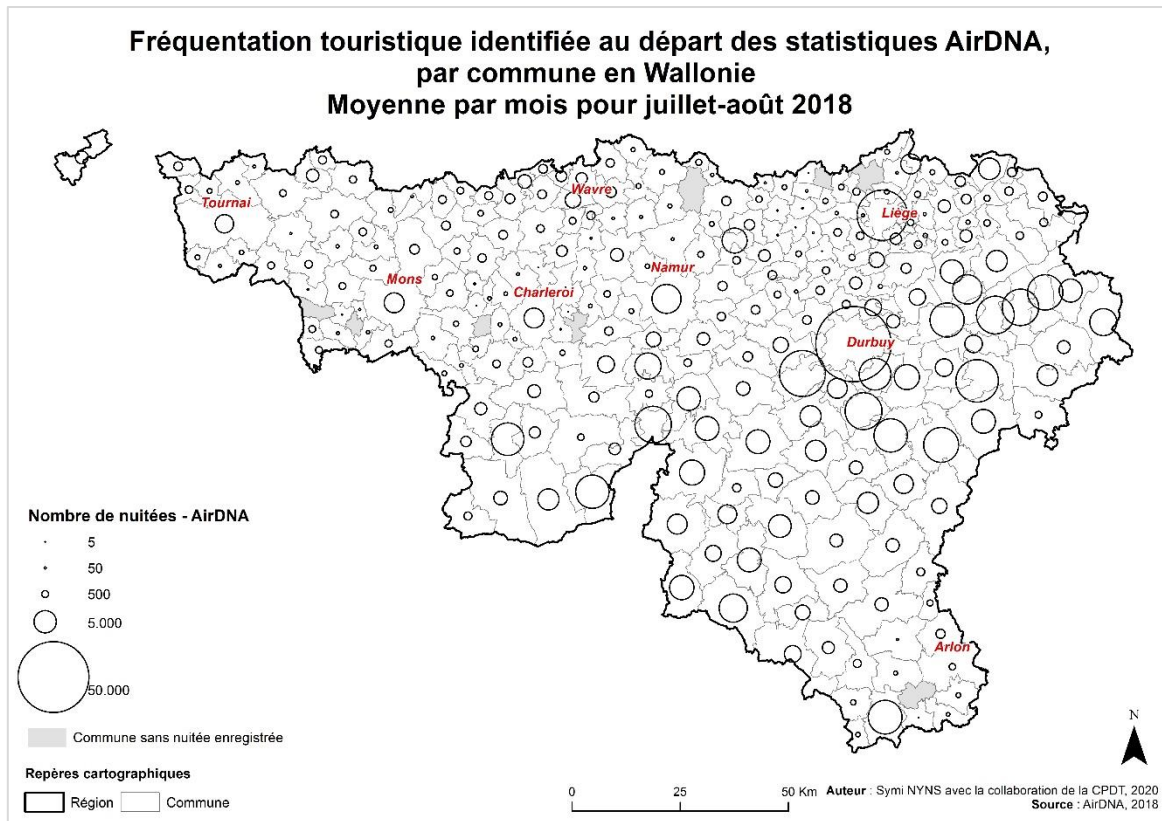 Fréquentation touristique identifiée au départ des statistiques AirDNA,
par commune en Wallonie
Moyenne par mois pour juillet-août 2018
Tournai
Wavre
Liège
Mons
Charleroi
Namur
Durbuy
Arlon
Nombre de nuitées - AirDNA
5
50
500
5.000
50.000
Commune sans nuitée enregistrée
Repères cartographiques
Région
Commune
0
25
50 Km
N
Auteur : Symi NYNS avec la collaboration de la CPDT, 2020
Source : AirDNA, 2018